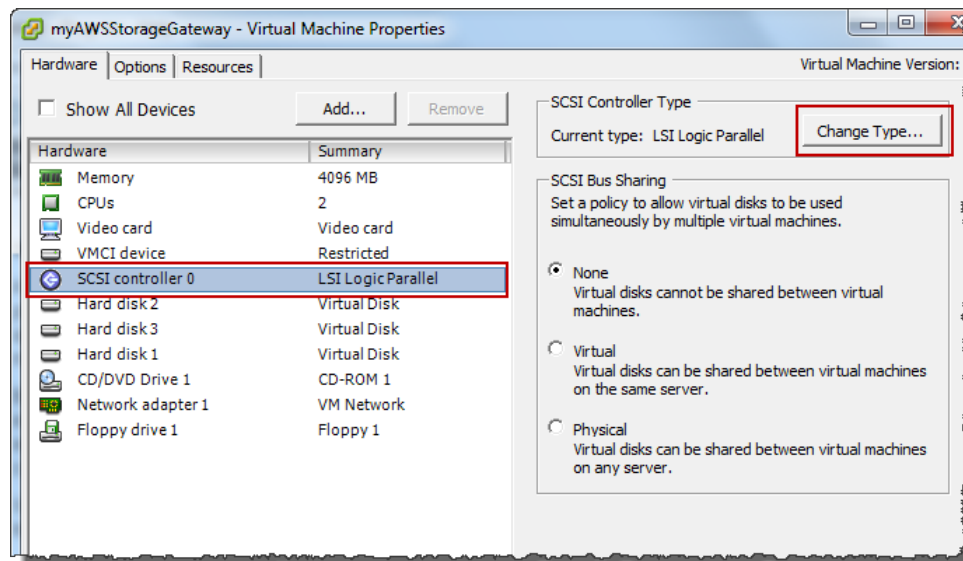 myAWSStorageGateway - Virtual Machine Properties
Hardware Options Resources
Virtual Machine Version:
Show All Devices
Add...
Remove
Hardware Summary
Memory 4096 MB
CPUs 2
Video card Video card
VMCI device Restricted
SCSI controller 0 LSI Logic Parallel
Hard disk 2 Virtual Disk
Hard disk 3 Virtual Disk
Hard disk 1 Virtual Disk
CD/DVD Drive 1 CD-ROM 1
Network adapter 1 VM Network
Floppy drive 1 Floppy 1
SCSI Controller Type
Current type: LSI Logic Parallel
Change Type...
SCSI Bus Sharing
Set a policy to allow virtual disks to be used
simultaneously by multiple virtual machines.
None
Virtual disks cannot be shared between virtual
machines.
Virtual
Virtual disks can be shared between virtual machines
on the same server.
Physical
Virtual disks can be shared between virtual machines
on any server.